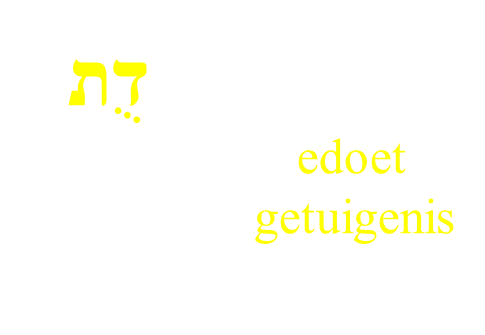 דֻת
edoet
getuigenis